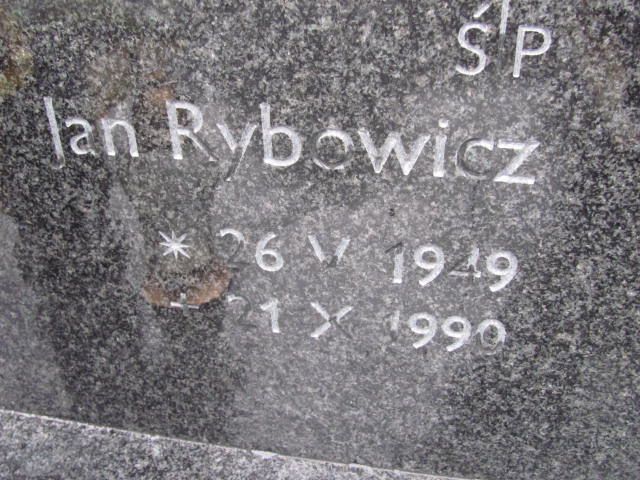 ŚP
Jan Rybowicz
* 26 V 1949
21 X 1990